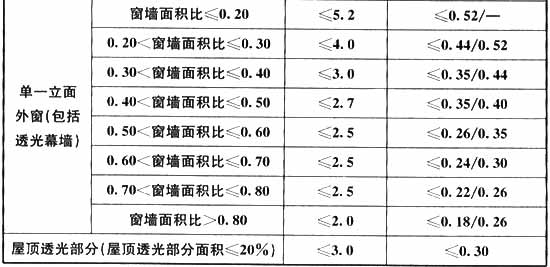 窗墙面积比≤0.20 ≤5.2 ≤0.52/—
0.20<窗墙面积比≤0.30 ≤4.0 ≤0.44/0.52
0.30<窗墙面积比≤0.40 ≤3.0 ≤0.35/0.44
单一立面外窗(包括透光幕墙) 0.40<窗墙面积比≤0.50 ≤2.7 ≤0.35/0.40
0.50<窗墙面积比≤0.60 ≤2.5 ≤0.26/0.35
0.60<窗墙面积比≤0.70 ≤2.5 ≤0.24/0.30
0.70<窗墙面积比≤0.80 ≤2.5 ≤0.22/0.26
窗墙面积比>0.80 ≤2.0 ≤0.18/0.26
屋顶透光部分(屋顶透光部分面积≤20%) ≤3.0 ≤0.30